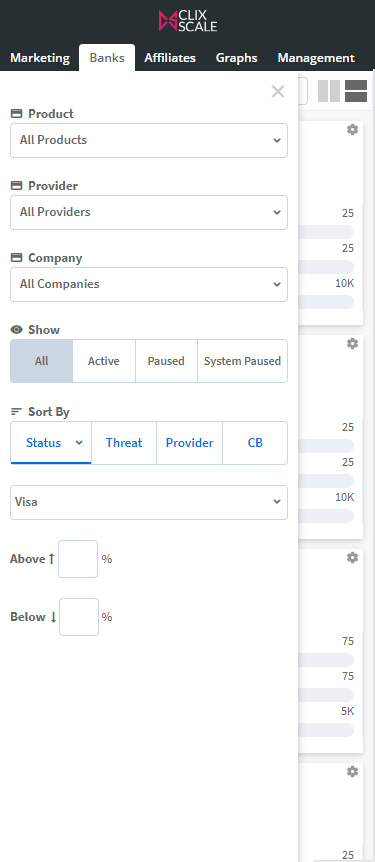 CLIX
SCALE
Marketing Banks Affiliates Graphs Management
Product
All Products
Provider
All Providers
25
25
Company
All Companies
10K
Show
All Active Paused System Paused
Sort By
Status Threat Provider CB
25
25
Visa
10K
Above ↑ %
Below ↓ %
75
75
5K
25